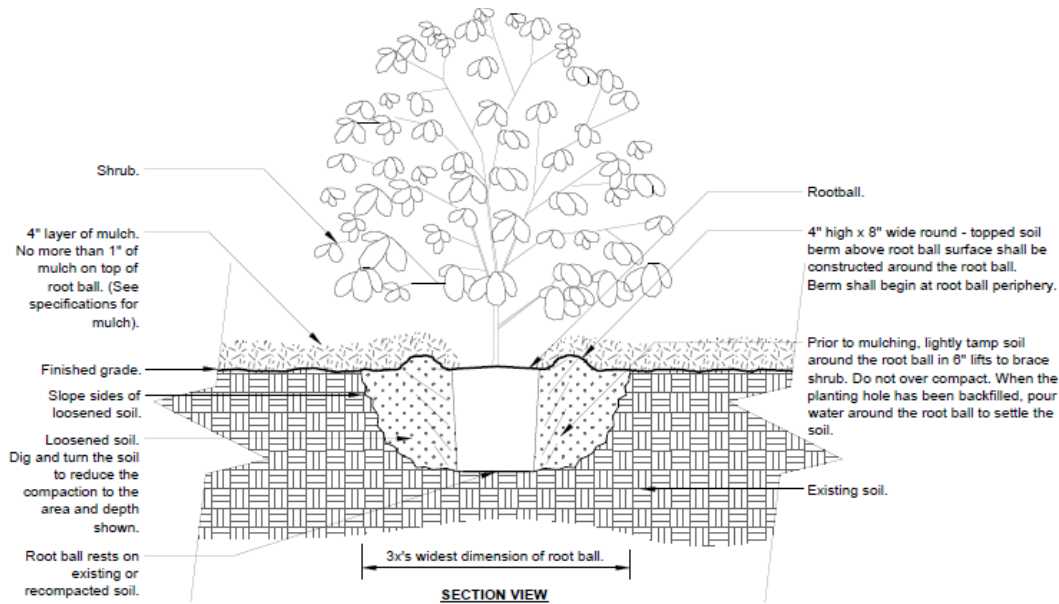 Shrub.
4" layer of mulch.
No more than 1" of
mulch on top of
root ball. (See
specifications for
mulch).
Finished grade.
Slope sides of
loosened soil.
Loosened soil.
Dig and turn the soil
to reduce the
compaction to the
area and depth
shown.
Root ball rests on
existing or
recompacted soil.
Rootball.
4" high x 8" wide round - topped soil
berm above root ball surface shall be
constructed around the root ball.
Berm shall begin at root ball periphery.
Prior to mulching, lightly tamp soil
around the root ball in 6" lifts to brace
shrub. Do not over compact. When the
planting hole has been backfilled, pour
water around the root ball to settle the
soil.
Existing soil.
3x's widest dimension of root ball.
SECTION VIEW